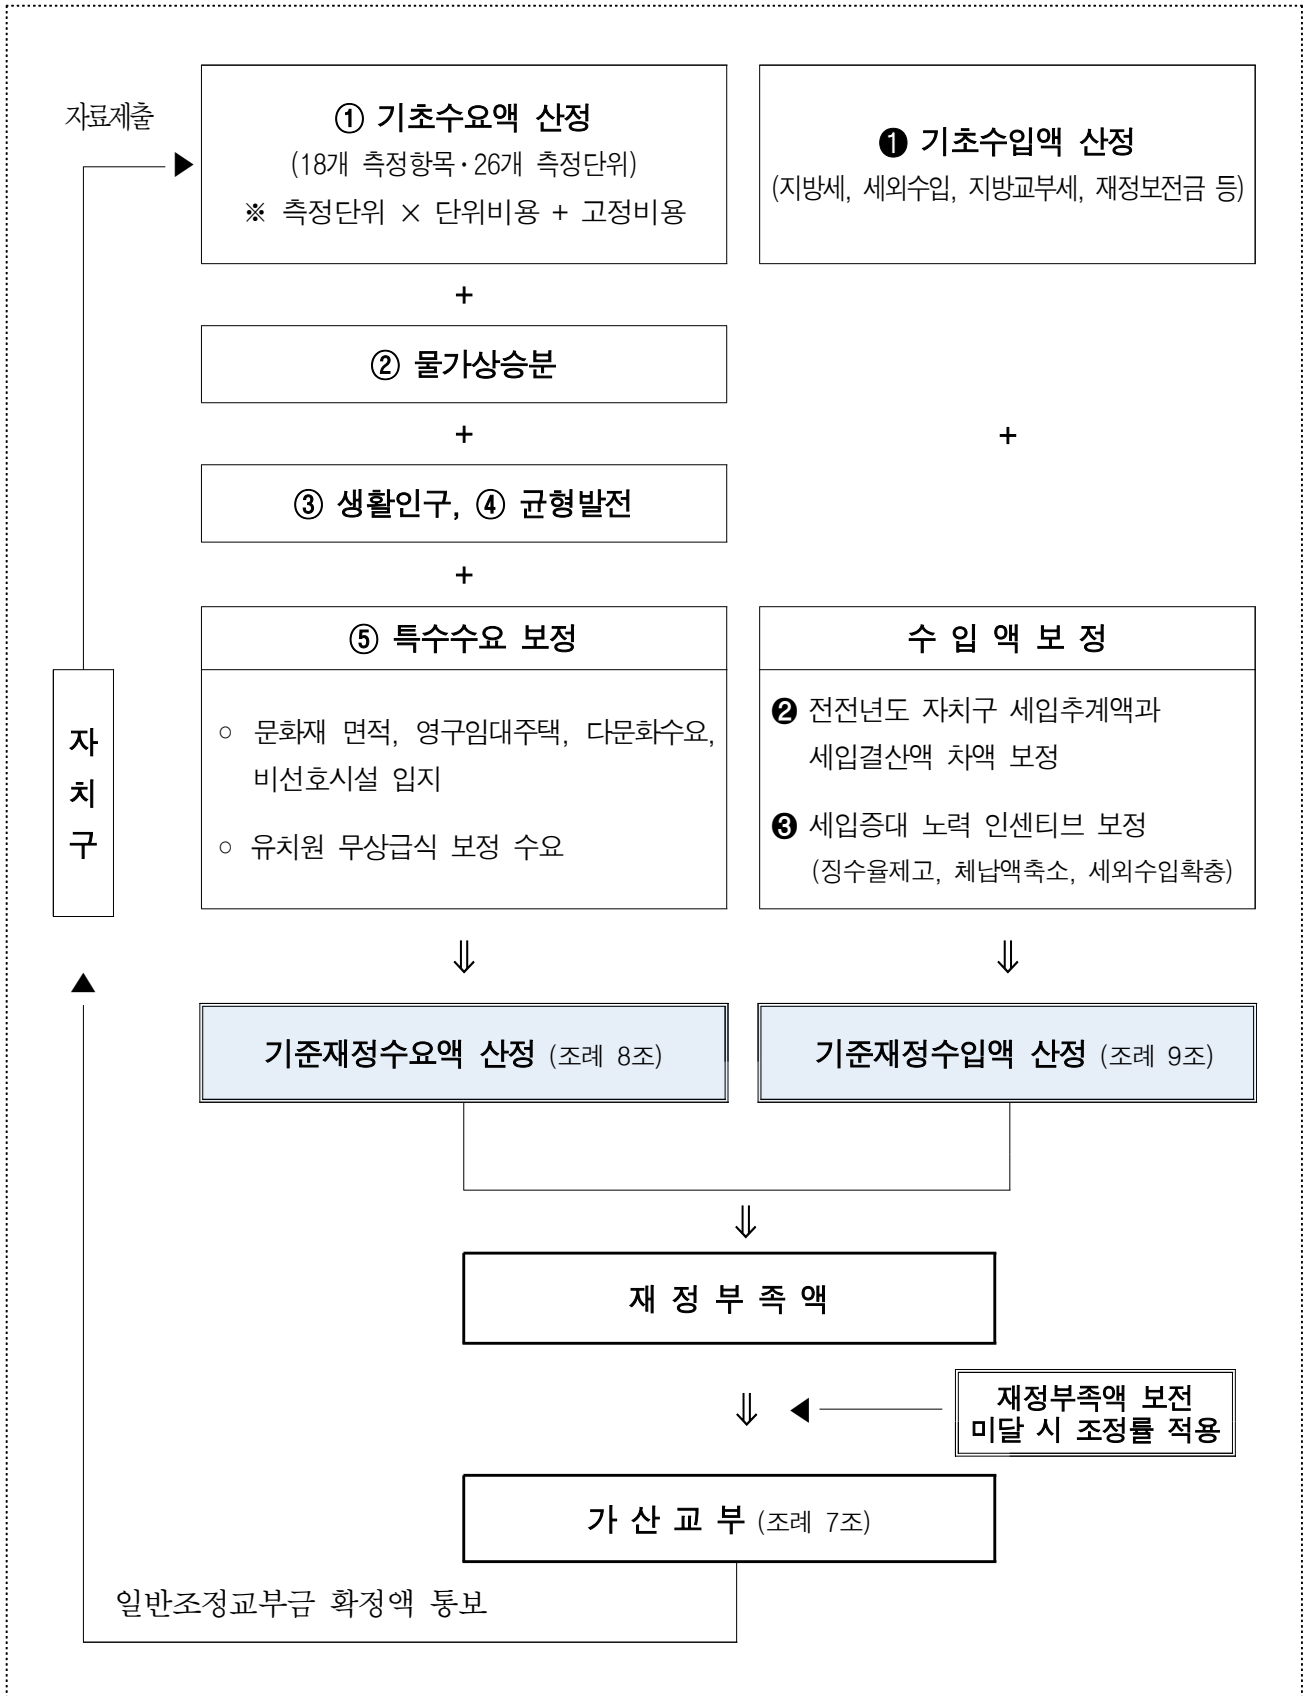 자료제출
① 기초수요액 산정
(18개 측정항목·26개 측정단위)
※ 측정단위 × 단위비용 + 고정비용
❶ 기초수입액 산정
(지방세, 세외수입, 지방교부세, 재정보전금 등)
+
② 물가상승분
+
+
③ 생활인구, ④ 균형발전
+
⑤ 특수수요 보정
○ 문화재 면적, 영구임대주택, 다문화수요,
비선호시설 입지
○ 유치원 무상급식 보정 수요
수 입 액 보 정
❷ 전전년도 자치구 세입추계액과
세입결산액 차액 보정
❸ 세입증대 노력 인센티브 보정
(징수율제고, 체납액축소, 세외수입확충)
자
치
구
⇓
⇓
기준재정수요액 산정 (조례 8조)
기준재정수입액 산정 (조례 9조)
⇓
재 정 부 족 액
⇓
재정부족액 보전
미달 시 조정률 적용
가 산 교 부 (조례 7조)
일반조정교부금 확정액 통보